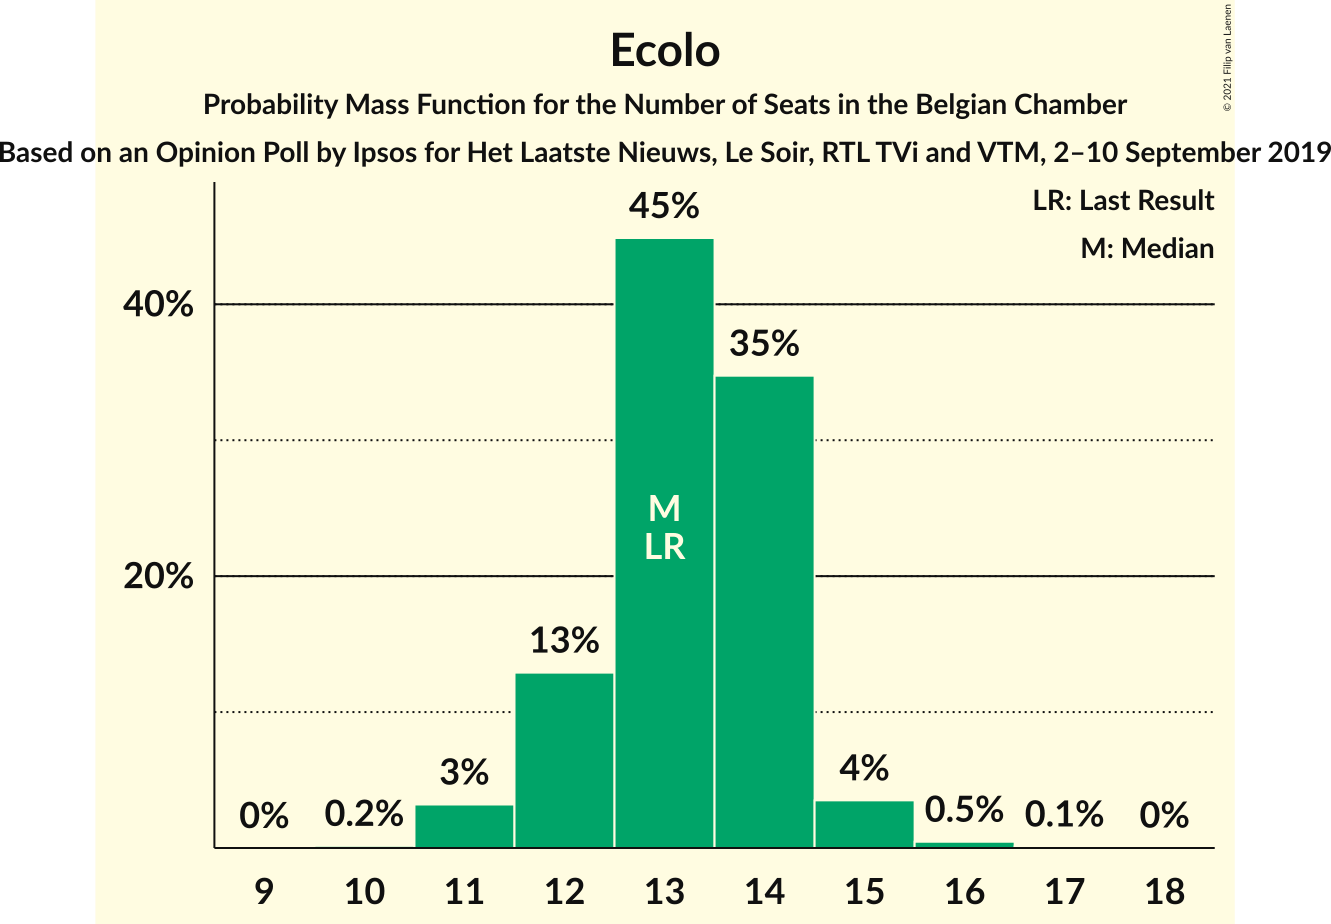 Ecolo
Probability Mass Function for the Number of Seats in the Belgian Chamber
Based on an Opinion Poll by Ipsos for Het Laatste Nieuws, Le Soir, RTL TVi and VTM, 2–10 September 2019
© 2021 Filip van Laenen
LR: Last Result
M: Median
45%
40%
35%
M
LR
20%
13%
3%
4%
0%
0.2%
0.5%
0.1%
0%
9 10 11 12 13 14 15 16 17 18